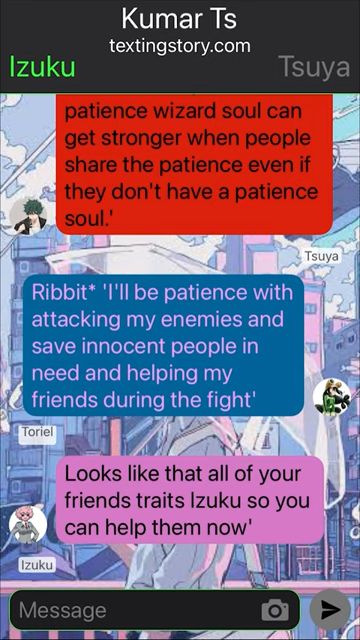 Kumar Ts
textingstory.com
Izuku
Tsuya
patience wizard soul can
get stronger when people
share the patience even if
they don't have a patience
soul.'
Tsuya
Ribbit* 'I'll be patience with
attacking my enemies and
save innocent people in
need and helping my
friends during the fight'
Toriel
Looks like that all of your
friends traits Izuku so you
can help them now'
Izuku
Message